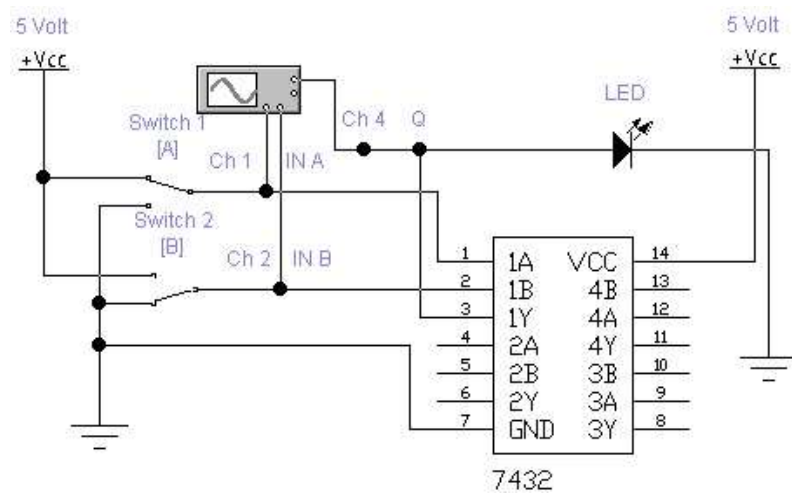 5 Volt
+Vcc
5 Volt
+Vcc
LED
Switch 1
[A]
Ch 4
Q
Ch 1
IN A
Switch 2
[B]
Ch 2
IN B
1 1A VCC 14
2 1B 4B 13
3 1Y 4A 12
4 2A 4Y 11
5 2B 3B 10
6 2Y 3A 9
7 GND 3Y 8
7432